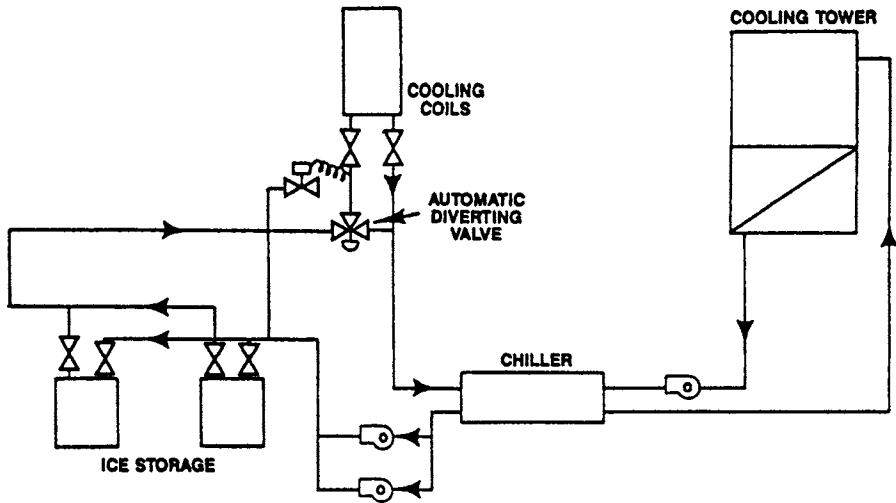 COOLING TOWER
COOLING
COILS
AUTOMATIC
DIVERTING
VALVE
CHILLER
ICE STORAGE